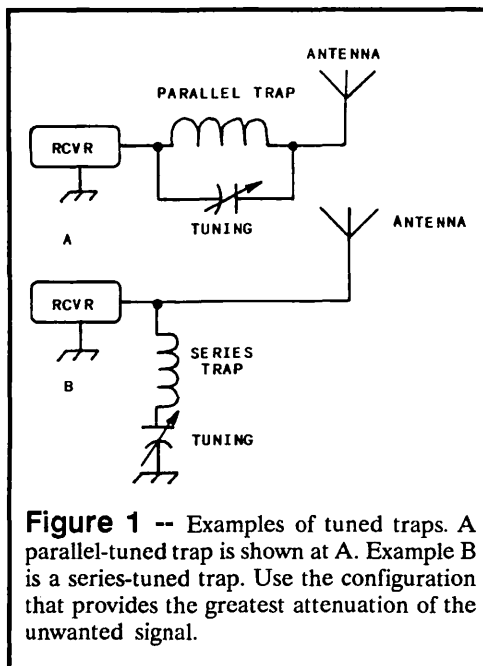 ANTENNA
PARALLEL TRAP
RCVR
TUNING
A
ANTENNA
RCVR
SERIES
TRAP
B
TUNING
Figure 1 -- Examples of tuned traps. A
parallel-tuned trap is shown at A. Example B
is a series-tuned trap. Use the configuration
that provides the greatest attenuation of the
unwanted signal.